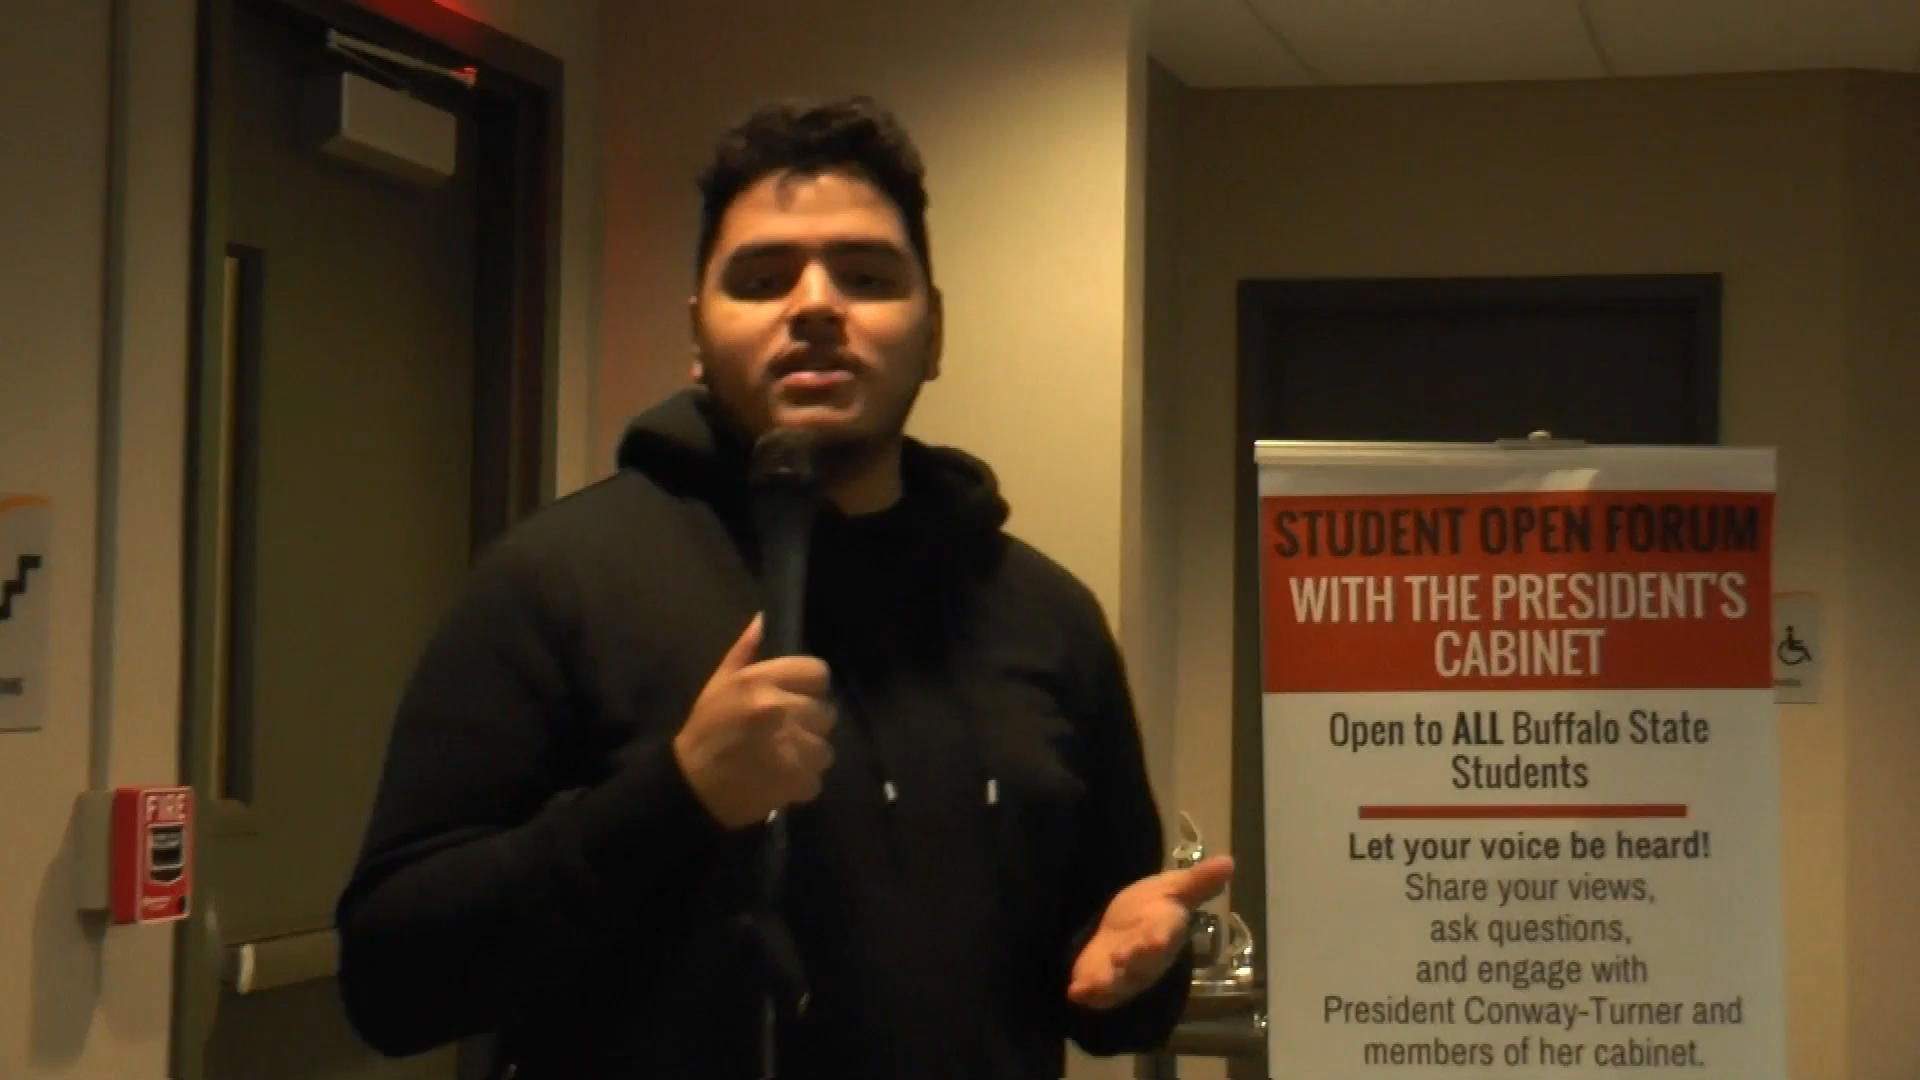 STUDENT OPEN FORUM
WITH THE PRESIDENT'S
CABINET
Open to ALL Buffalo State
Students
Let your voice be heard!
Share your views,
ask questions,
and engage with
President Conway-Turner and
members of her cabinet.
FIRE